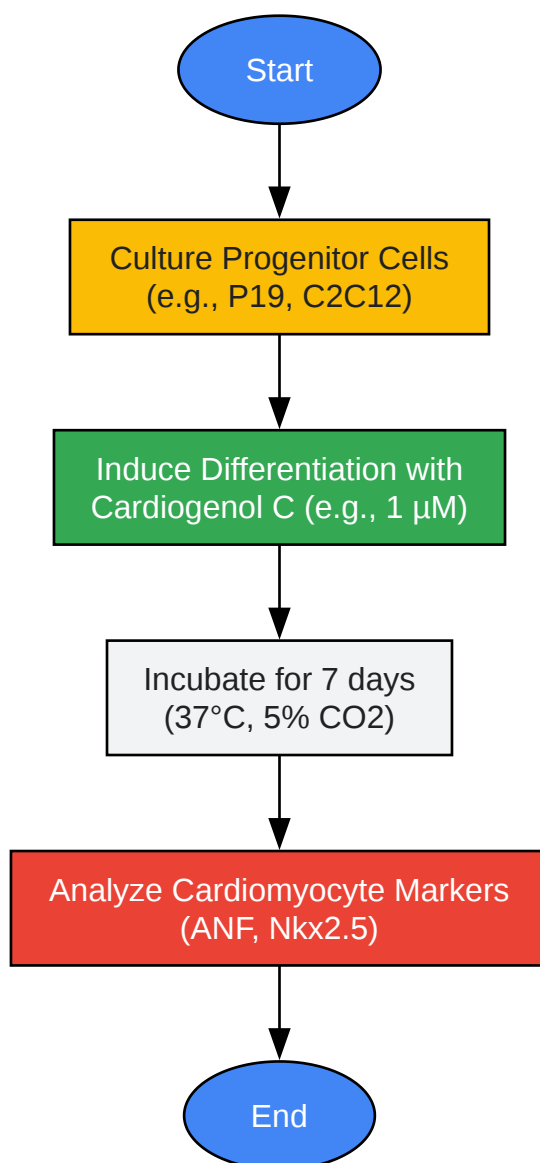 Start
Culture Progenitor Cells
(e.g., P19, C2C12)
Induce Differentiation with
Cardiogenol C (e.g., 1 µM)
Incubate for 7 days
(37°C, 5% CO2)
Analyze Cardiomyocyte Markers
(ANF, Nkx2.5)
End